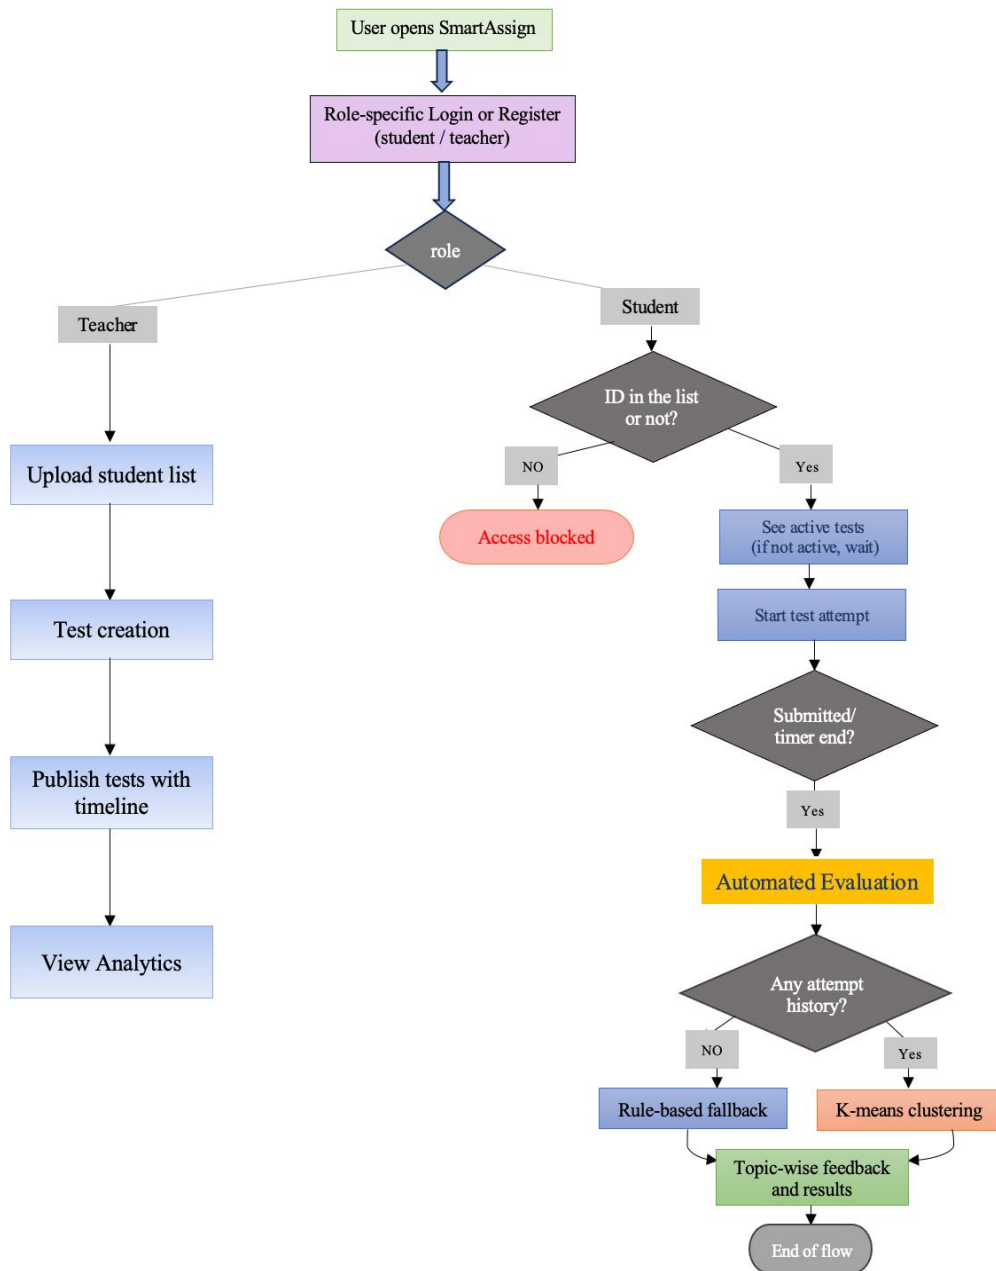 User opens SmartAssign
Role-specific Login or Register
(student / teacher)
role
Teacher
Student
ID in the list
or not?
NO
Yes
Upload student list
Access blocked
See active tests
(if not active, wait)
Start test attempt
Test creation
Submitted/
timer end?
Publish tests with
timeline
Yes
Automated Evaluation
View Analytics
Any attempt
history?
NO
Yes
Rule-based fallback
K-means clustering
Topic-wise feedback
and results
End of flow